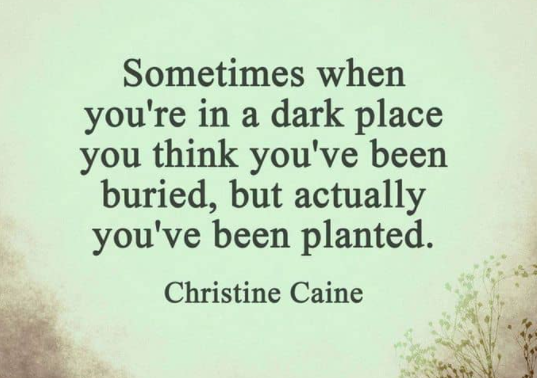 Sometimes when
you're in a dark place
you think you've been
buried, but actually
you've been planted.
Christine Caine